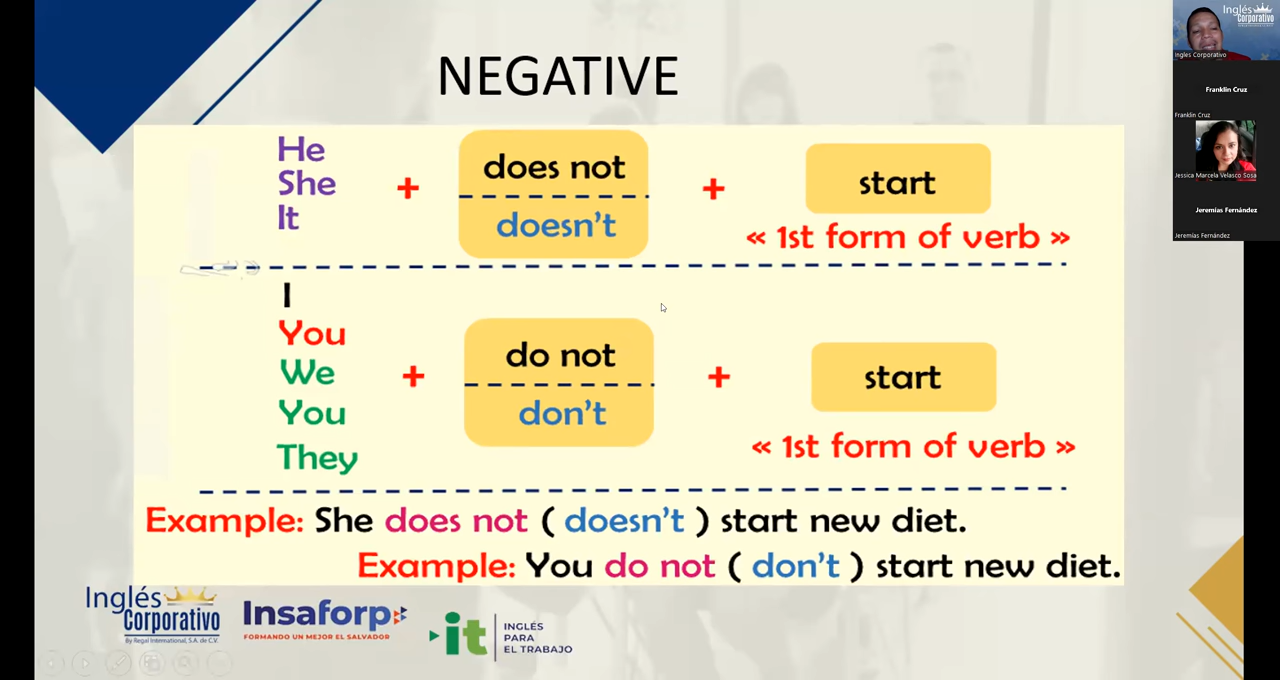 NEGATIVE
He
She
It
+
does not
doesn't
+
start
« 1st form of verb »
I
You
We
You
They
+
do not
don't
+
start
« 1st form of verb »
Example: She does not ( doesn't ) start new diet.
Example: You do not ( don't ) start new diet.
Inglés
Corporativo
By Regal International, S.A. de C.V.
Insaforp
FORMANDO UN MEJOR EL SALVADOR
it
INGLÉS
PARA
EL TRABAJO
Inglés
Corporativo
Ingles Corporativo
Franklin Cruz
Franklin Cruz
Jessica Marcela Velasco Sosa
Jeremías Fernández
Jeremías Fernández